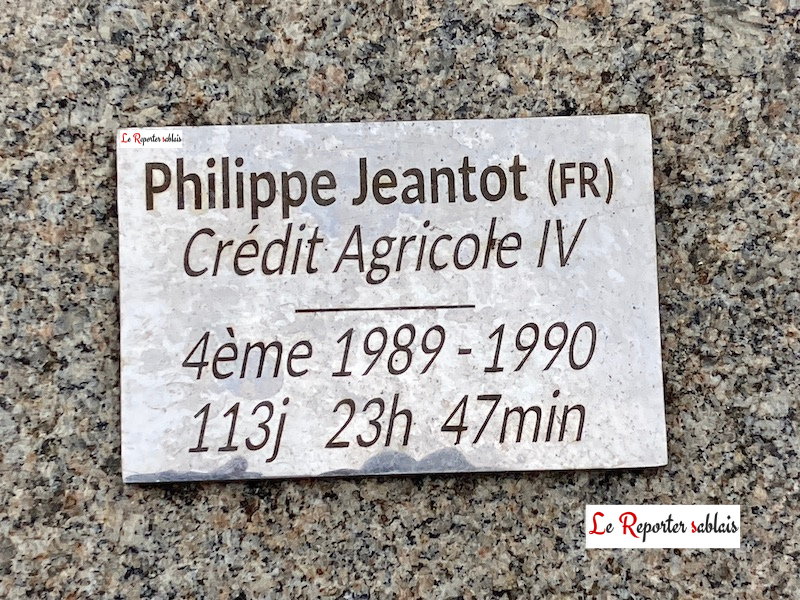 Le Reporter sablais
Philippe Jeantot (FR)
Crédit Agricole IV
4ème 1989 - 1990
113j 23h 47min
Le Reporter sablais